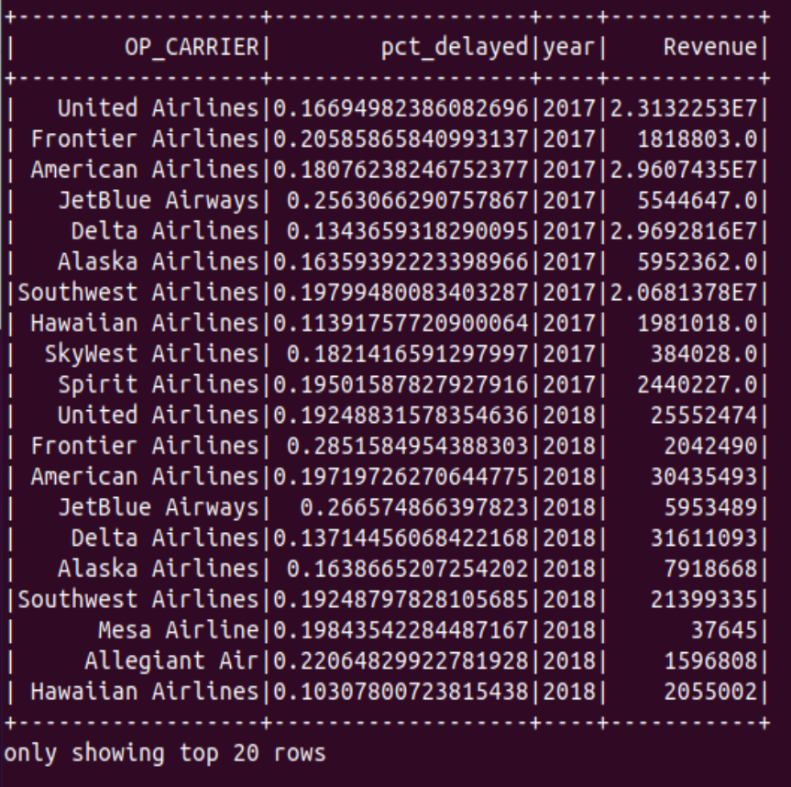 +-------------------+-------------------+----+-----------+
|         OP_CARRIER|        pct_delayed|year|    Revenue|
+-------------------+-------------------+----+-----------+
|    United Airlines|0.16694982386082696|2017|2.3132253E7|
|  Frontier Airlines|0.20585865840993137|2017|  1818803.0|
|  American Airlines|0.18076238246752377|2017|2.9607435E7|
|    JetBlue Airways| 0.2563066290757867|2017|  5544647.0|
|     Delta Airlines| 0.1343659318290095|2017|2.9692816E7|
|    Alaska Airlines|0.16359392223398966|2017|  5952362.0|
|Southwest Airlines|0.19799480083403287|2017|2.0681378E7|
|  Hawaiian Airlines|0.11391757720900064|2017|  1981018.0|
|   SkyWest Airlines| 0.1821416591297997|2017|   384028.0|
|    Spirit Airlines|0.19501587827927916|2017|  2440227.0|
|    United Airlines|0.19248831578354636|2018|   25552474|
|  Frontier Airlines| 0.2851584954388303|2018|    2042490|
|  American Airlines|0.19719726270644775|2018|   30435493|
|    JetBlue Airways|  0.266574866397823|2018|    5953489|
|     Delta Airlines|0.13714456068422168|2018|   31611093|
|    Alaska Airlines| 0.1638665207254202|2018|    7918668|
|Southwest Airlines|0.19248797828105685|2018|   21399335|
|       Mesa Airline|0.19843542284487167|2018|      37645|
|      Allegiant Air|0.22064829922781928|2018|    1596808|
|  Hawaiian Airlines|0.10307800723815438|2018|    2055002|
+-------------------+-------------------+----+-----------+
only showing top 20 rows